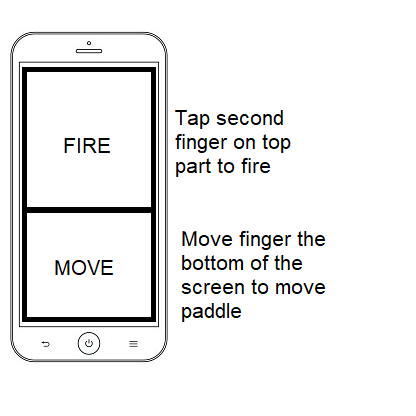 FIRE
Tap second
finger on top
part to fire
MOVE
Move finger the
bottom of the
screen to move
paddle